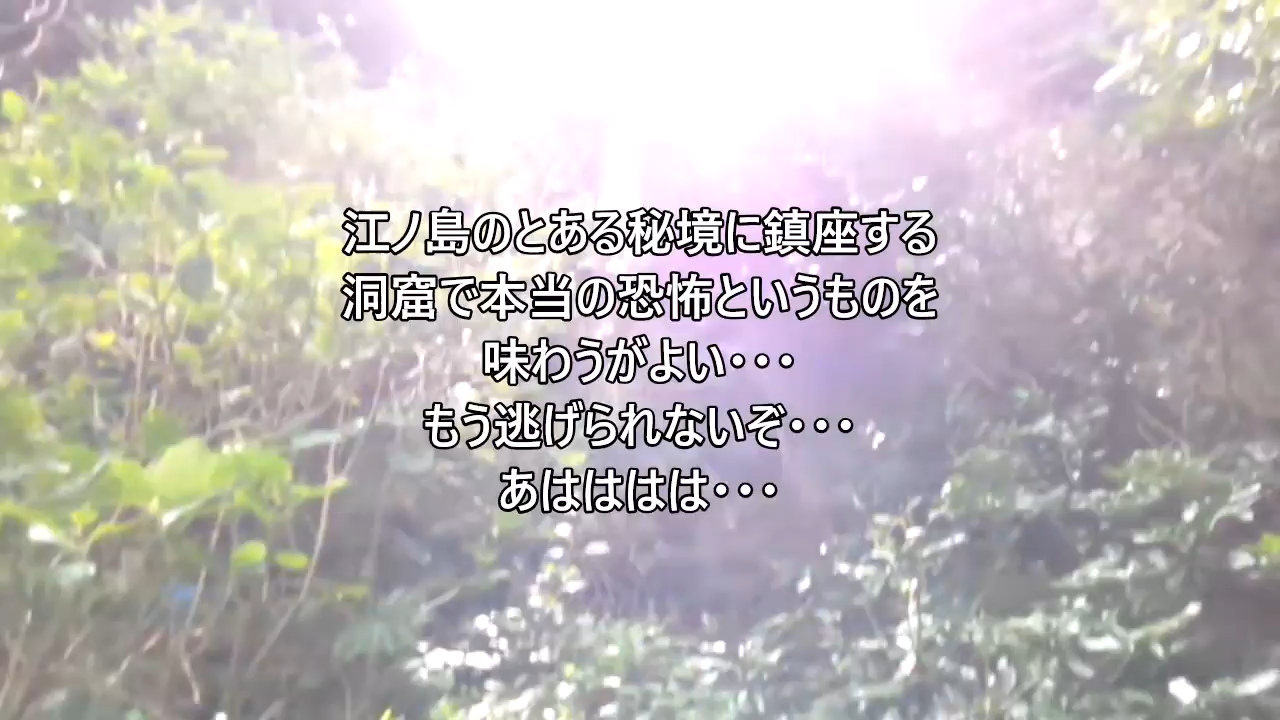 江ノ島のとある秘境に鎮座する
洞窟で本当の恐怖というものを
味わうがよい・・・
もう逃げられないぞ・・・
あはははは・・・